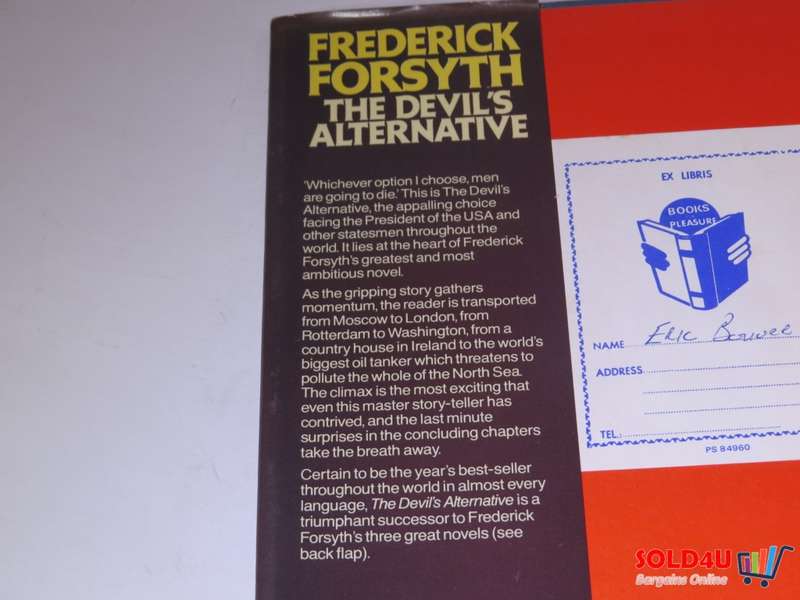 FREDERICK
FORSYTH
THE DEVIL'S
ALTERNATIVE
'Whichever option I choose, men
are going to die.' This is The Devil's
Alternative, the appalling choice
facing the President of the USA and
other statesmen throughout the
world. It lies at the heart of Frederick
Forsyth's greatest and most
ambitious novel.
As the gripping story gathers
momentum, the reader is transported
from Moscow to London, from
Rotterdam to Washington, from a
country house in Ireland to the world's
biggest oil tanker which threatens to
pollute the whole of the North Sea.
The climax is the most exciting that
even this master story-teller has
contrived, and the last minute
surprises in the concluding chapters
take the breath away.
Certain to be the year's best-seller
throughout the world in almost every
language, The Devil's Alternative is a
triumphant successor to Frederick
Forsyth's three great novels (see
back flap).
EX LIBRIS
BOOKS
PLEASURE
NAME Eric
ADDRESS
TEL:
PS 84960
SOLD4U
Bargains Online